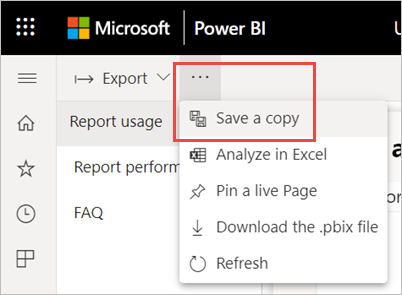 Microsoft Power BI
Export
Report usage
Save a copy
Analyze in Excel
Report perform
Pin a live Page
FAQ
Download the .pbix file
Refresh